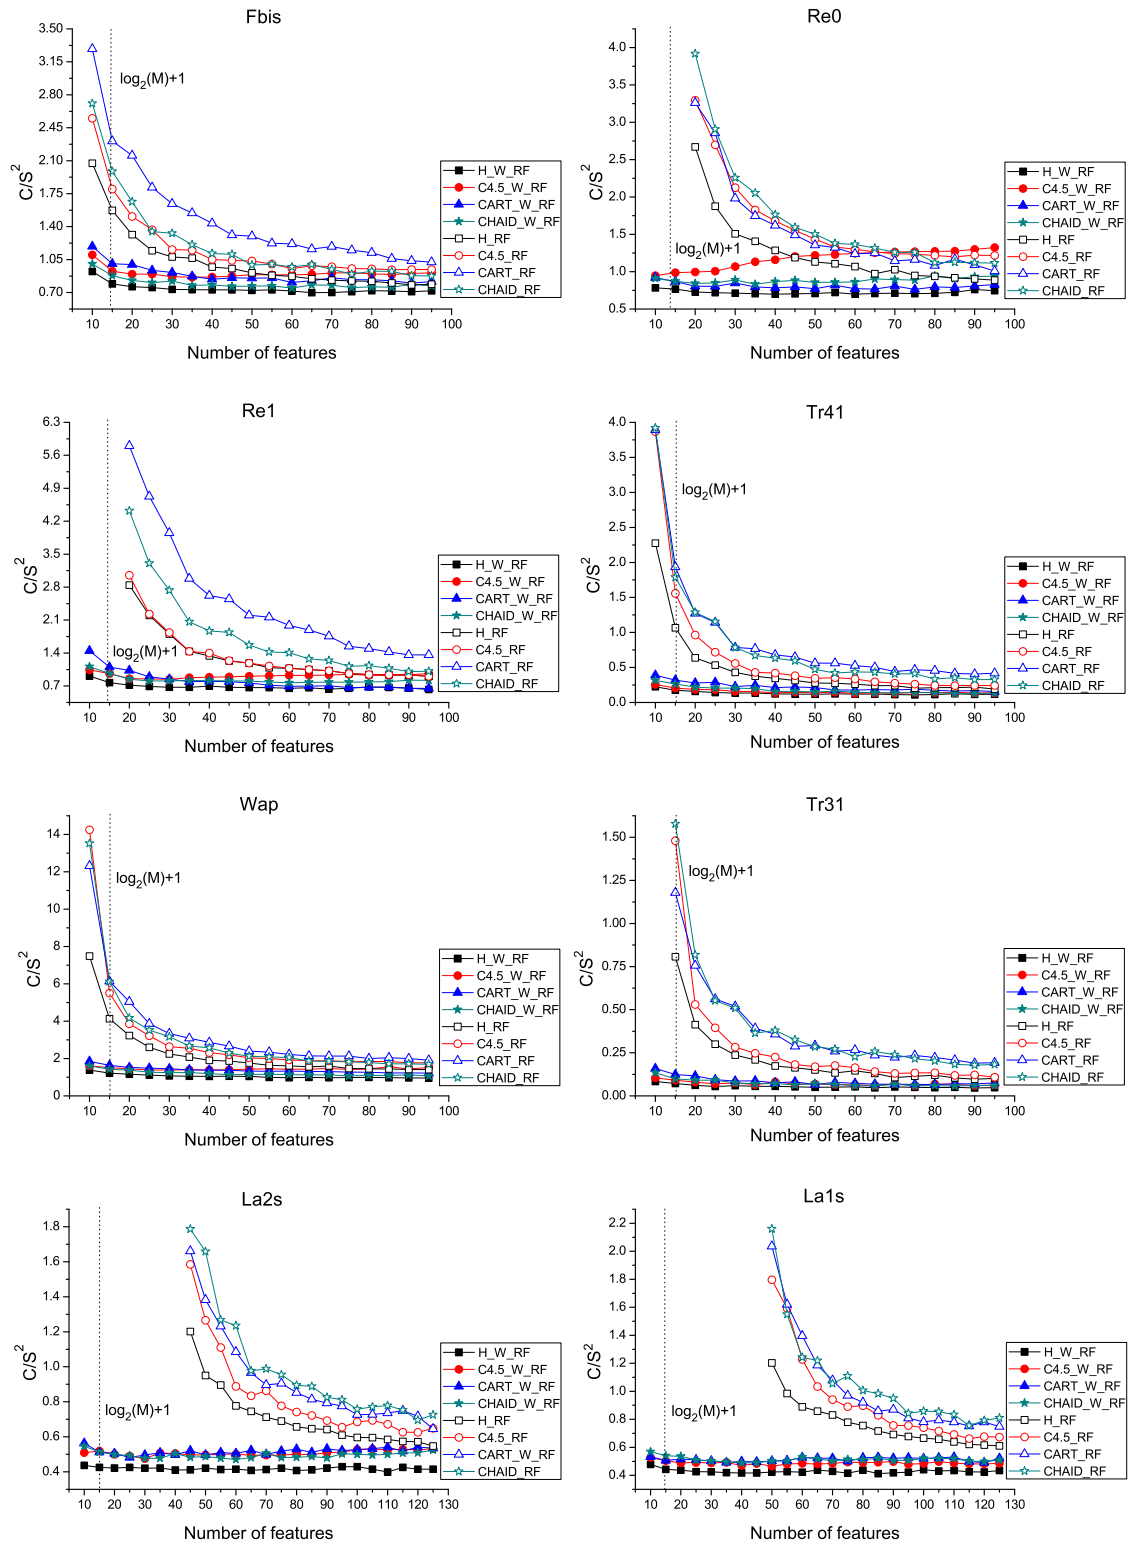 Fbis
3.50
3.15
2.80
2.45
2.10
1.75
1.40
1.05
0.70
C/S²
log₂(M)+1
H_W_RF
C4.5_W_RF
CART_W_RF
CHAID_W_RF
H_RF
C4.5_RF
CART_RF
CHAID_RF
10 20 30 40 50 60 70 80 90 100
Number of features
Re0
4.0
3.5
3.0
2.5
2.0
1.5
1.0
0.5
C/S²
log₂(M)+1
H_W_RF
C4.5_W_RF
CART_W_RF
CHAID_W_RF
H_RF
C4.5_RF
CART_RF
CHAID_RF
10 20 30 40 50 60 70 80 90 100
Number of features
Re1
6.3
5.6
4.9
4.2
3.5
2.8
2.1
1.4
0.7
C/S²
log₂(M)+1
H_W_RF
C4.5_W_RF
CART_W_RF
CHAID_W_RF
H_RF
C4.5_RF
CART_RF
CHAID_RF
10 20 30 40 50 60 70 80 90 100
Number of features
Tr41
4.0
3.5
3.0
2.5
2.0
1.5
1.0
0.5
0.0
C/S²
log₂(M)+1
H_W_RF
C4.5_W_RF
CART_W_RF
CHAID_W_RF
H_RF
C4.5_RF
CART_RF
CHAID_RF
10 20 30 40 50 60 70 80 90 100
Number of features
Wap
14
12
10
8
6
4
2
0
C/S²
log₂(M)+1
H_W_RF
C4.5_W_RF
CART_W_RF
CHAID_W_RF
H_RF
C4.5_RF
CART_RF
CHAID_RF
10 20 30 40 50 60 70 80 90 100
Number of features
Tr31
1.50
1.25
1.00
0.75
0.50
0.25
0.00
C/S²
log₂(M)+1
H_W_RF
C4.5_W_RF
CART_W_RF
CHAID_W_RF
H_RF
C4.5_RF
CART_RF
CHAID_RF
10 20 30 40 50 60 70 80 90 100
Number of features
La2s
1.8
1.6
1.4
1.2
1.0
0.8
0.6
0.4
C/S²
log₂(M)+1
H_W_RF
C4.5_W_RF
CART_W_RF
CHAID_W_RF
H_RF
C4.5_RF
CART_RF
CHAID_RF
10 20 30 40 50 60 70 80 90 100 110 120 130
Number of features
La1s
2.2
2.0
1.8
1.6
1.4
1.2
1.0
0.8
0.6
0.4
C/S²
log₂(M)+1
H_W_RF
C4.5_W_RF
CART_W_RF
CHAID_W_RF
H_RF
C4.5_RF
CART_RF
CHAID_RF
10 20 30 40 50 60 70 80 90 100 110 120 130
Number of features